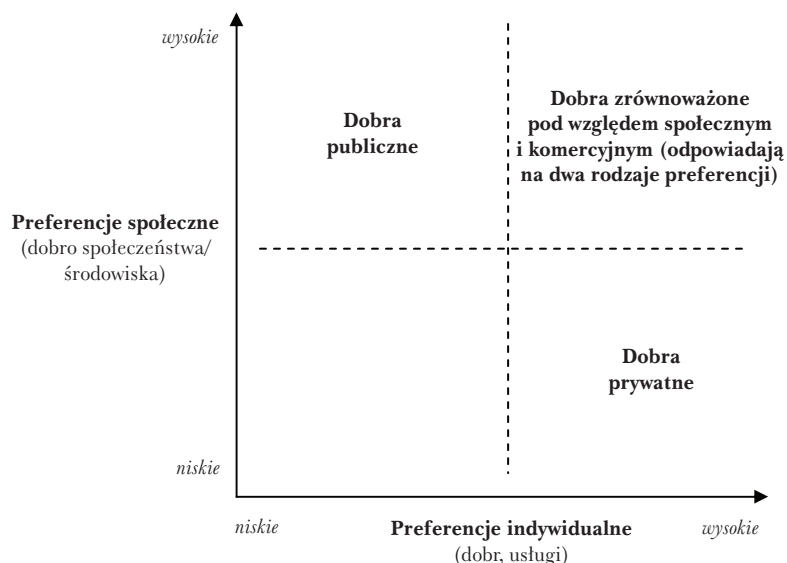 wysokie
Dobra
publiczne
Dobra zrównoważone
pod względem społecznym
i komercyjnym (odpowiadają
na dwa rodzaje preferencji)
Preferencje społeczne
(dobro społeczeństwa/
środowiska)
Dobra
prywatne
niskie
niskie
Preferencje indywidualne
(dobr, usługi)
wysokie